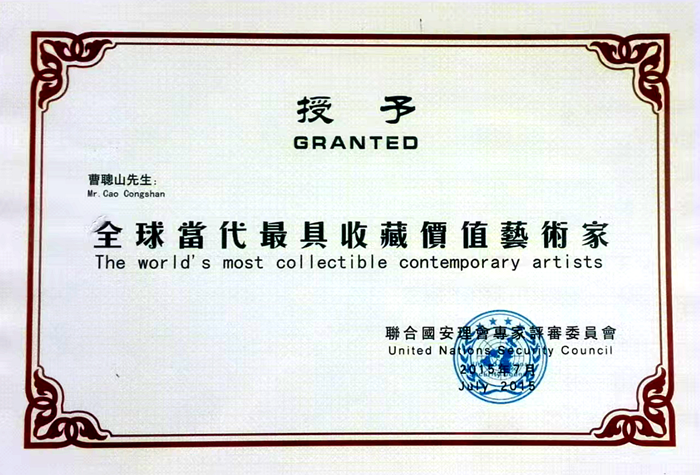 授予
GRANTED
曹聰山先生:
Mr. Cao Congshan
全球當代最具收藏價值藝術家
The world's most collectible contemporary artists
聯合國安理會專家評審委員會
United Nations Security Council
2015年7月
July 2015